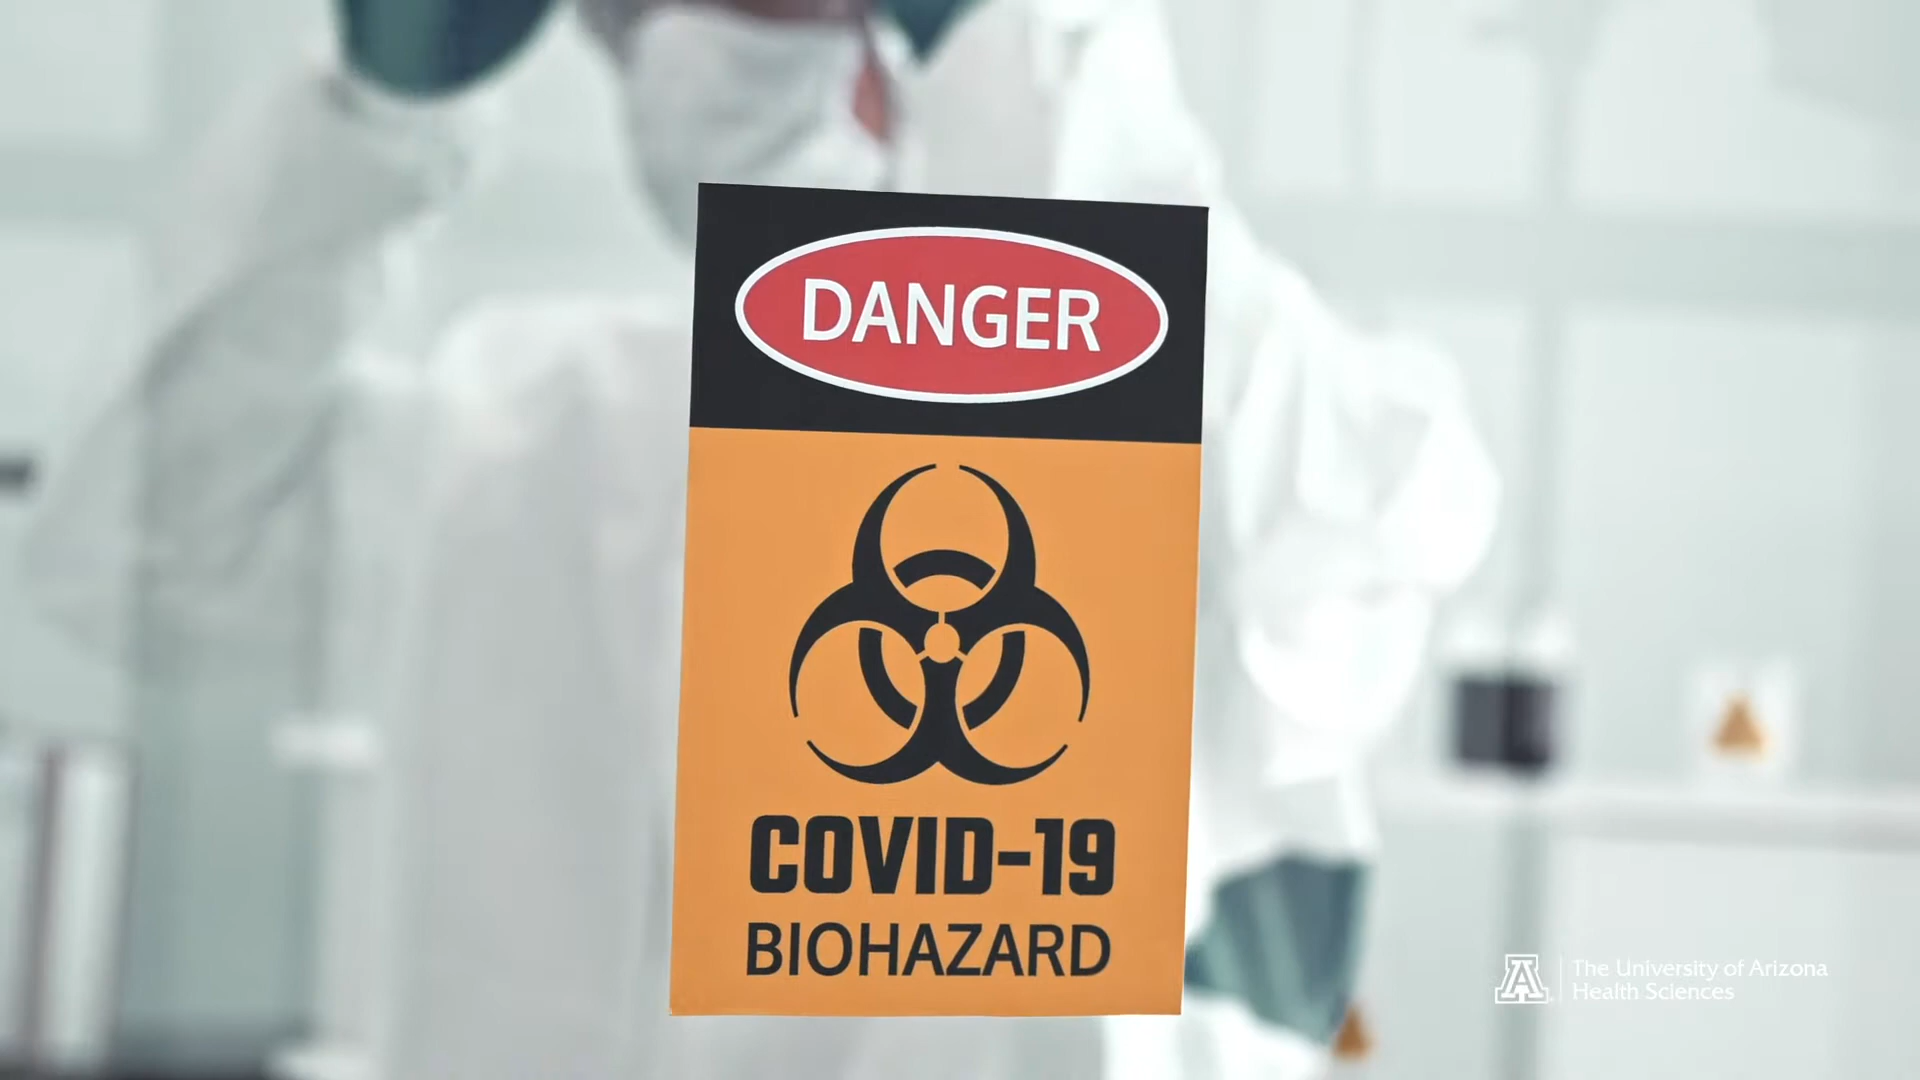 DANGER
COVID-19
BIOHAZARD
A
The University of Arizona
Health Sciences